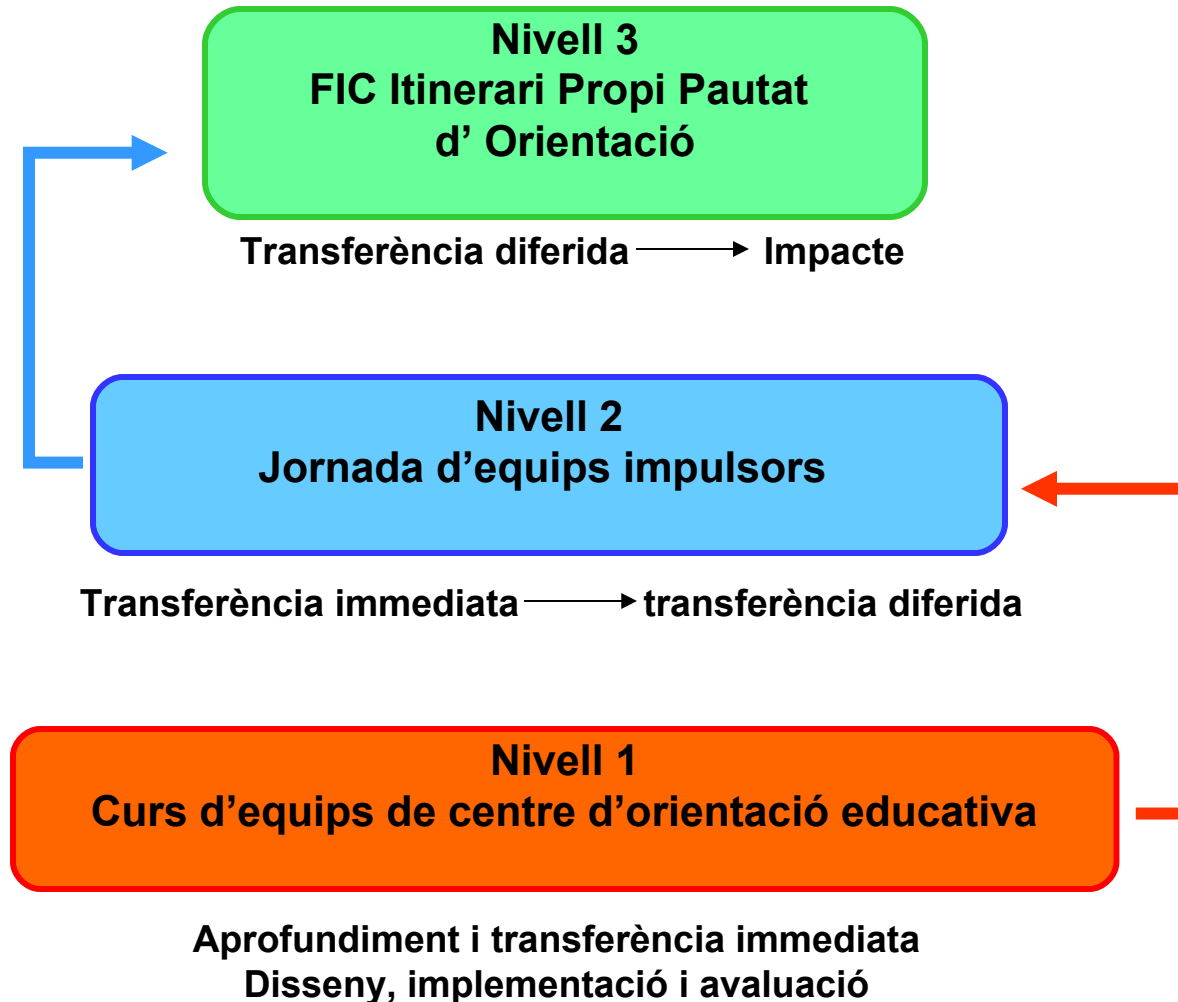 Nivell 3
FIC Itinerari Propi Pautat
d’ Orientació
Transferència diferida Impacte
Nivell 2
Jornada d’equips impulsors
Transferència immediata transferència diferida
Nivell 1
Curs d’equips de centre d’orientació educativa
Aprofundiment i transferència immediata
Disseny, implementació i avaluació